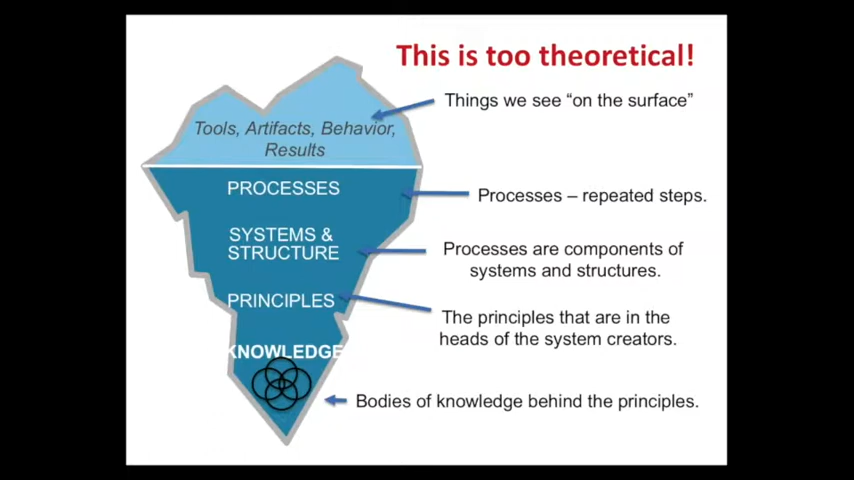 This is too theoretical!
Things we see “on the surface”
Tools, Artifacts, Behavior,
Results
PROCESSES
Processes – repeated steps.
SYSTEMS &
STRUCTURE
Processes are components of
systems and structures.
PRINCIPLES
The principles that are in the
heads of the system creators.
KNOWLEDGE
Bodies of knowledge behind the principles.